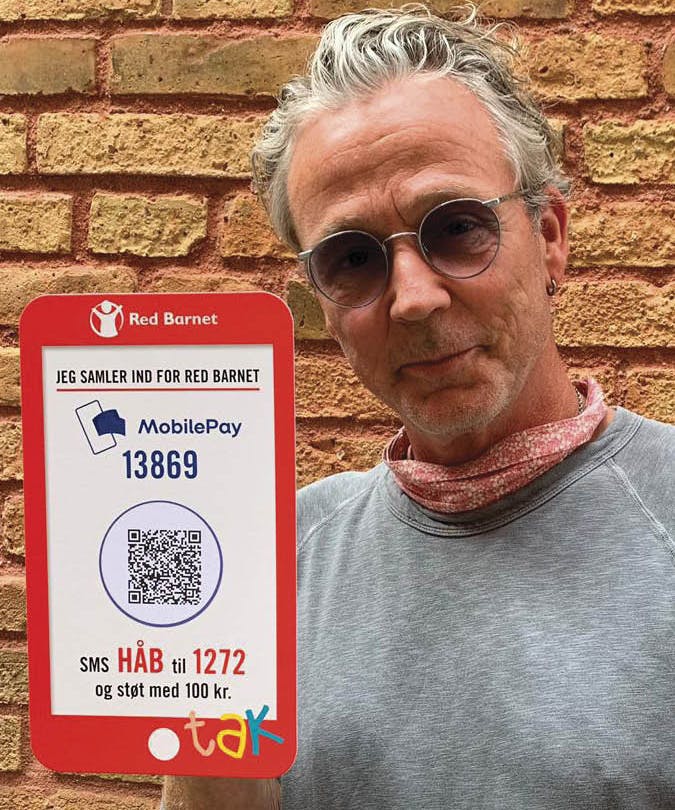 Red Barnet
JEG SAMLER IND FOR RED BARNET
MobilePay
13869
SMS HÅB til 1272
og støt med 100 kr.
tak